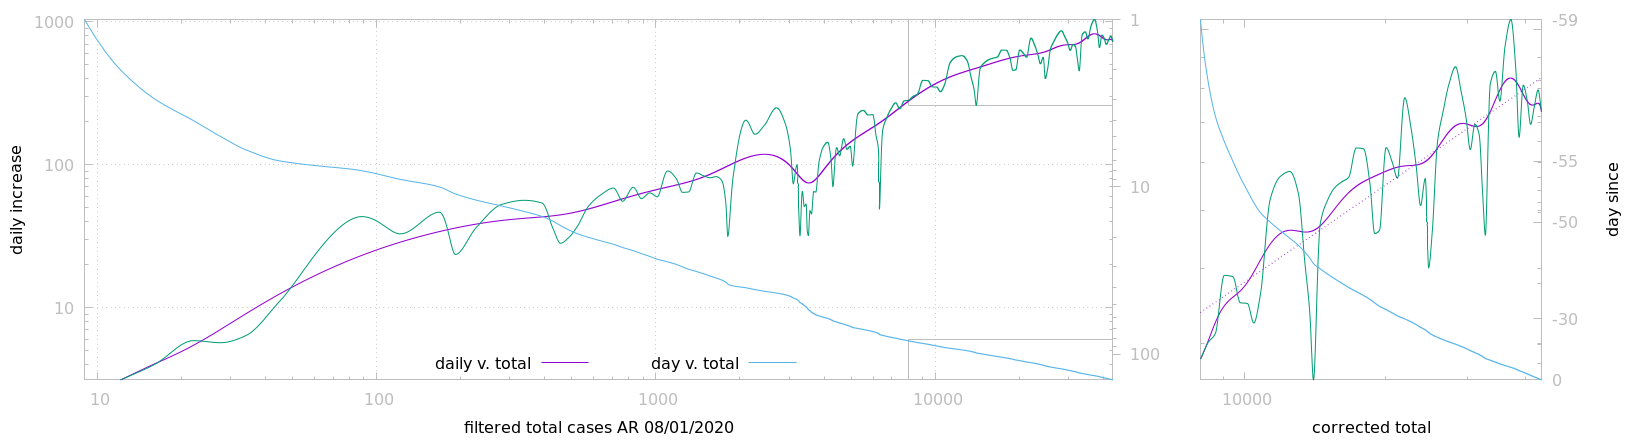 1000
100
10
daily increase
10
100
1000
10000
filtered total cases AR 08/01/2020
daily v. total
day v. total
1
10
100
10000
corrected total
-59
-55
-50
-30
0
day since